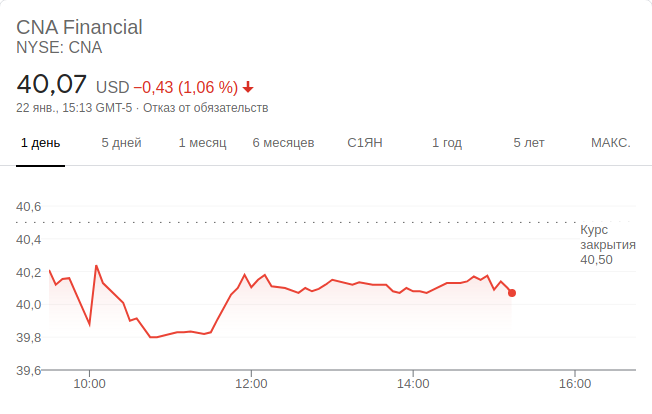 CNA Financial
NYSE: CNA
40,07 USD −0,43 (1,06 %)
22 янв., 15:13 GMT-5 · Отказ от обязательств
1 день 5 дней 1 месяц 6 месяцев С1ЯН 1 год 5 лет МАКС.
40,6
Курс
40,4
закрытия
40,50
40,2
40,0
39,8
39,6
10:00 12:00 14:00 16:00